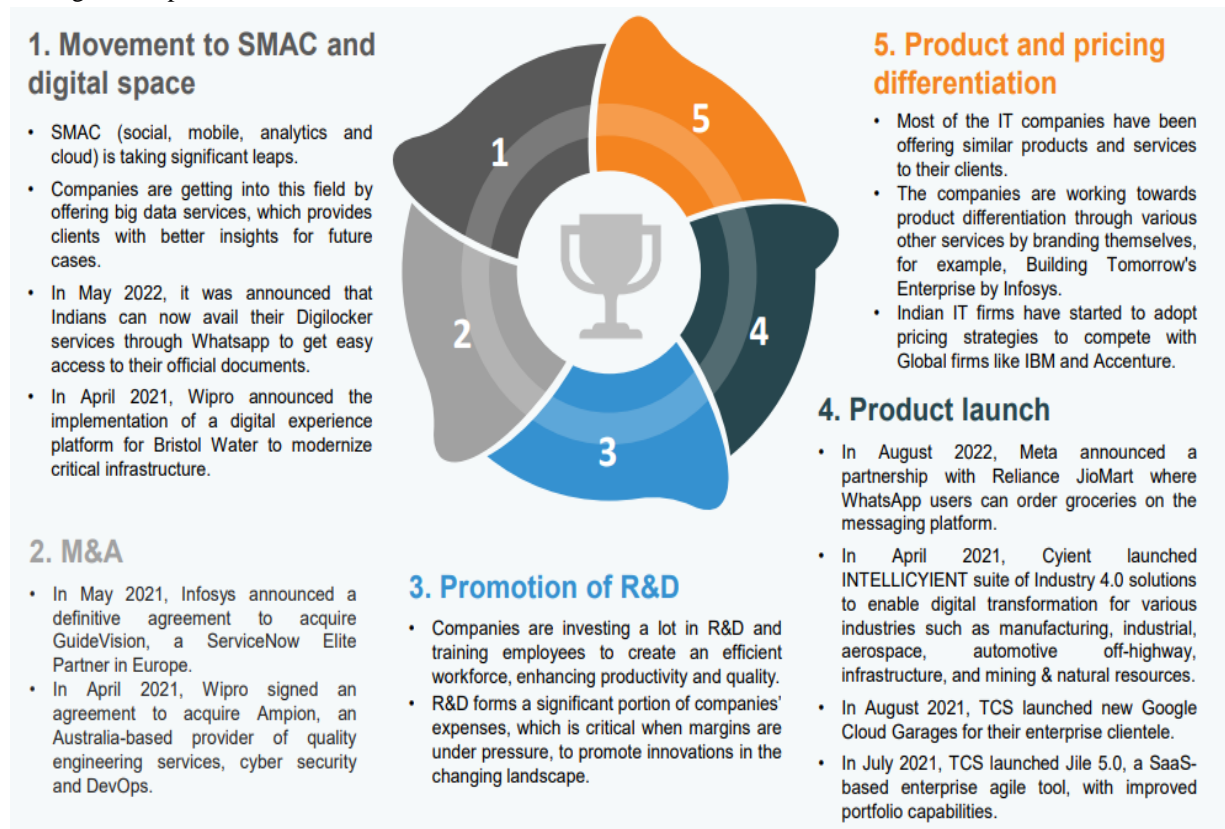 1. Movement to SMAC and
digital space
• SMAC (social, mobile, analytics and
cloud) is taking significant leaps.
• Companies are getting into this field by
offering big data services, which provides
clients with better insights for future
cases.
• In May 2022, it was announced that
Indians can now avail their Digilocker
services through Whatsapp to get easy
access to their official documents.
• In April 2021, Wipro announced the
implementation of a digital experience
platform for Bristol Water to modernize
critical infrastructure.
2. M&A
• In May 2021, Infosys announced a
definitive agreement to acquire
GuideVision, a ServiceNow Elite
Partner in Europe.
• In April 2021, Wipro signed an
agreement to acquire Ampion, an
Australia-based provider of quality
engineering services, cyber security
and DevOps.
1
2
3
4
5
3. Promotion of R&D
• Companies are investing a lot in R&D and
training employees to create an efficient
workforce, enhancing productivity and quality.
• R&D forms a significant portion of companies'
expenses, which is critical when margins are
under pressure, to promote innovations in the
changing landscape.
5. Product and pricing
differentiation
• Most of the IT companies have been
offering similar products and services
to their clients.
• The companies are working towards
product differentiation through various
other services by branding themselves,
for example, Building Tomorrow's
Enterprise by Infosys.
• Indian IT firms have started to adopt
pricing strategies to compete with
Global firms like IBM and Accenture.
4. Product launch
• In August 2022, Meta announced a
partnership with Reliance JioMart where
WhatsApp users can order groceries on the
messaging platform.
• In April 2021, Cyient launched
INTELLICYIENT suite of Industry 4.0 solutions
to enable digital transformation for various
industries such as manufacturing, industrial,
aerospace, automotive off-highway,
infrastructure, and mining & natural resources.
• In August 2021, TCS launched new Google
Cloud Garages for their enterprise clientele.
• In July 2021, TCS launched Jile 5.0, a SaaS-
based enterprise agile tool, with improved
portfolio capabilities.